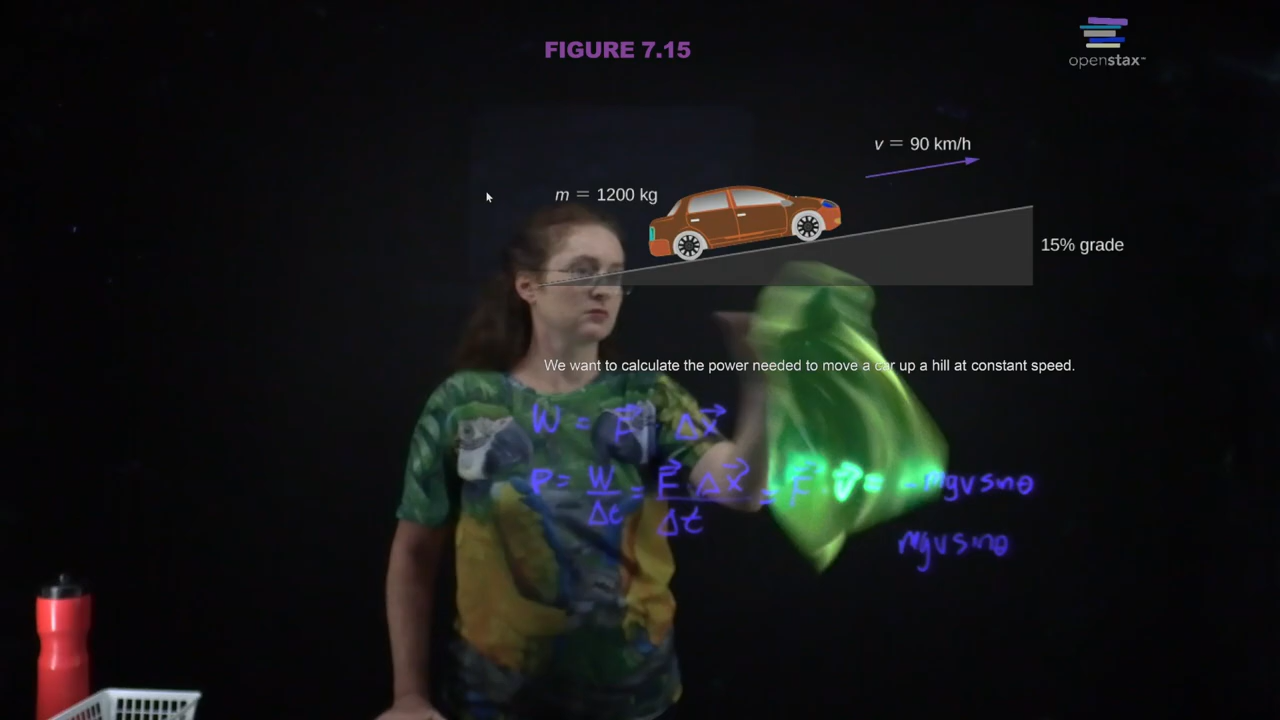 FIGURE 7.15
openstax™
v = 90 km/h
m = 1200 kg
15% grade
We want to calculate the power needed to move a car up a hill at constant speed.
W = F⃗ Δx⃗
P = W/Δt = F⃗ Δx⃗/Δt = F⃗ v⃗ = -mgv sinθ
mgv sinθ